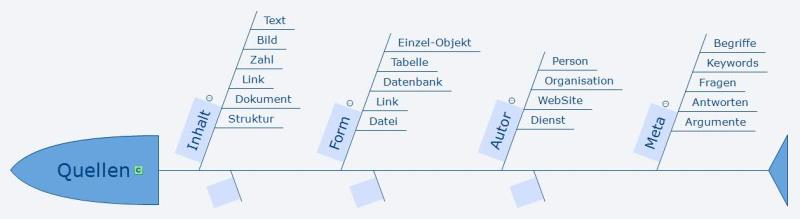 Quellen
Inhalt
Text
Bild
Zahl
Link
Dokument
Struktur
Form
Einzel-Objekt
Tabelle
Datenbank
Link
Datei
Autor
Person
Organisation
WebSite
Dienst
Meta
Begriffe
Keywords
Fragen
Antworten
Argumente